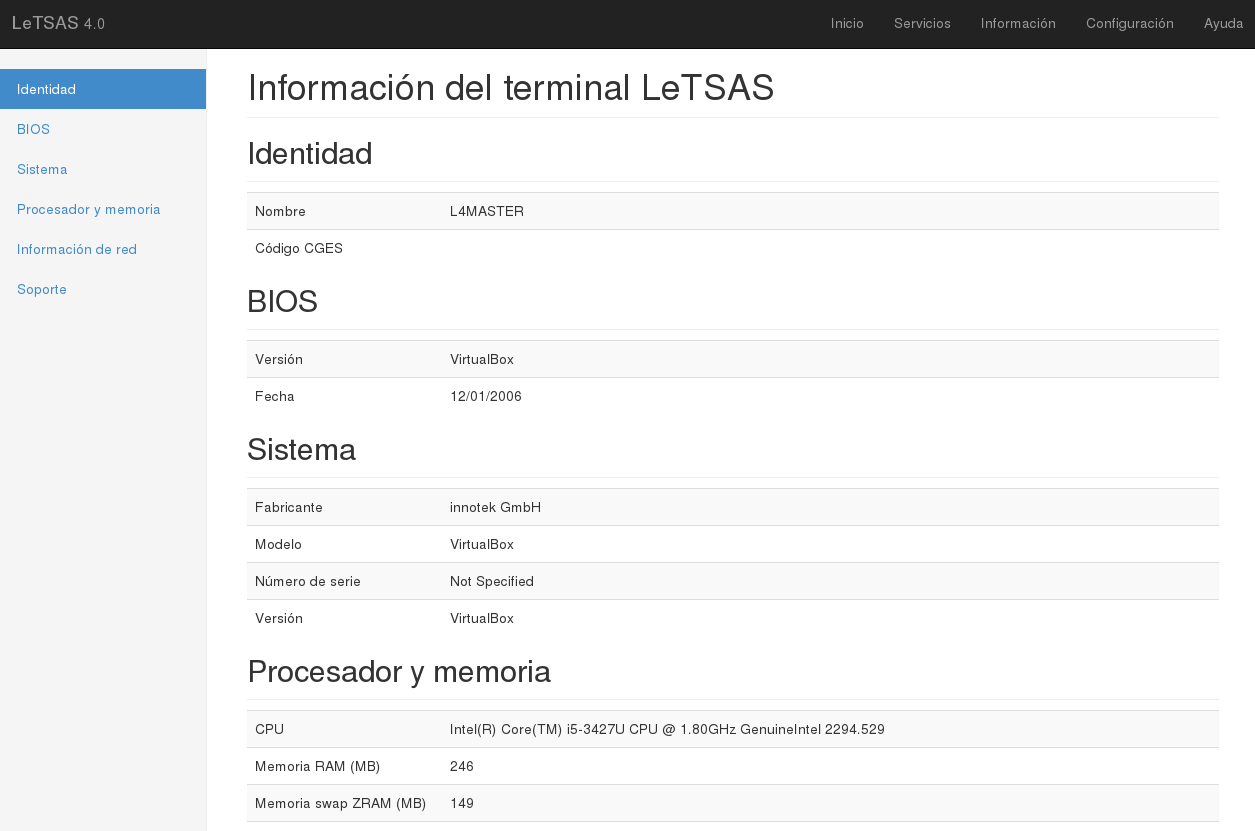 LeTSAS 4.0 Inicio Servicios Información Configuración Ayuda
Identidad
BIOS
Sistema
Procesador y memoria
Información de red
Soporte
Información del terminal LeTSAS
Identidad
Nombre L4MASTER
Código CGES
BIOS
Versión VirtualBox
Fecha 12/01/2006
Sistema
Fabricante innotek GmbH
Modelo VirtualBox
Número de serie Not Specified
Versión VirtualBox
Procesador y memoria
CPU Intel(R) Core(TM) i5-3427U CPU @ 1.80GHz GenuineIntel 2294.529
Memoria RAM (MB) 246
Memoria swap ZRAM (MB) 149